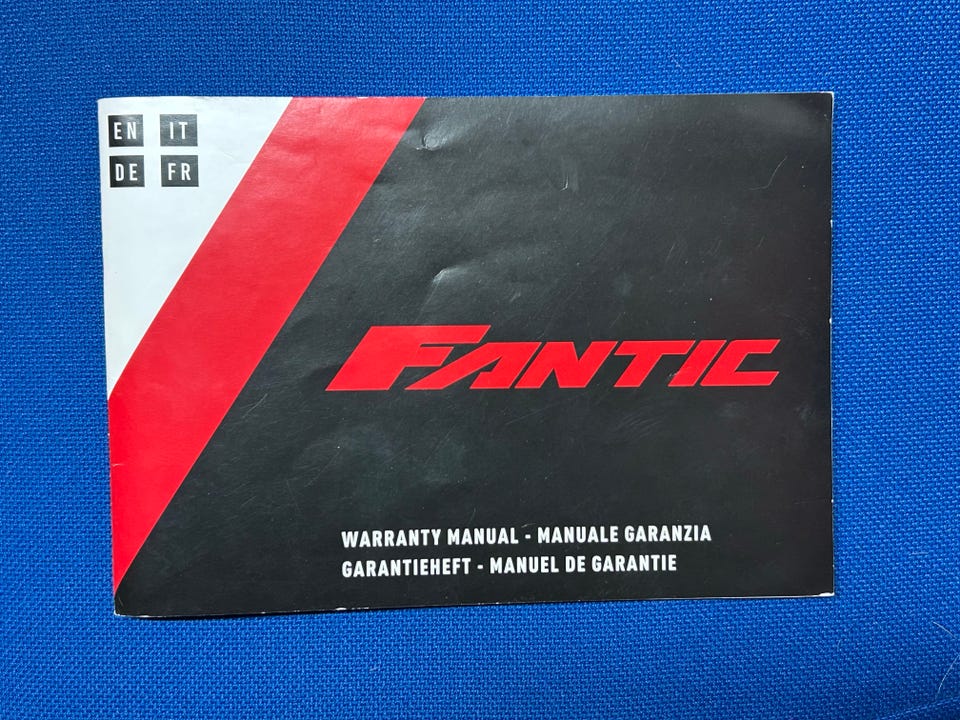 EN IT
DE FR
FANTIC
WARRANTY MANUAL - MANUALE GARANZIA
GARANTIEHEFT - MANUEL DE GARANTIE